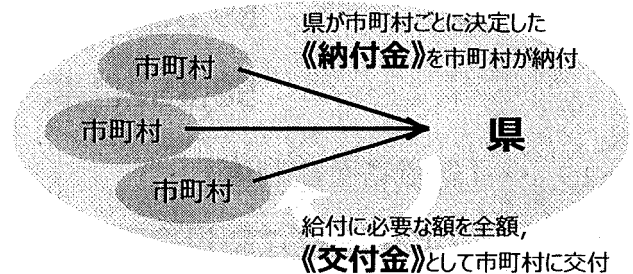 県が市町村ごとに決定した
《納付金》を市町村が納付
市町村
市町村
市町村
県
給付に必要な額を全額,
《交付金》として市町村に交付